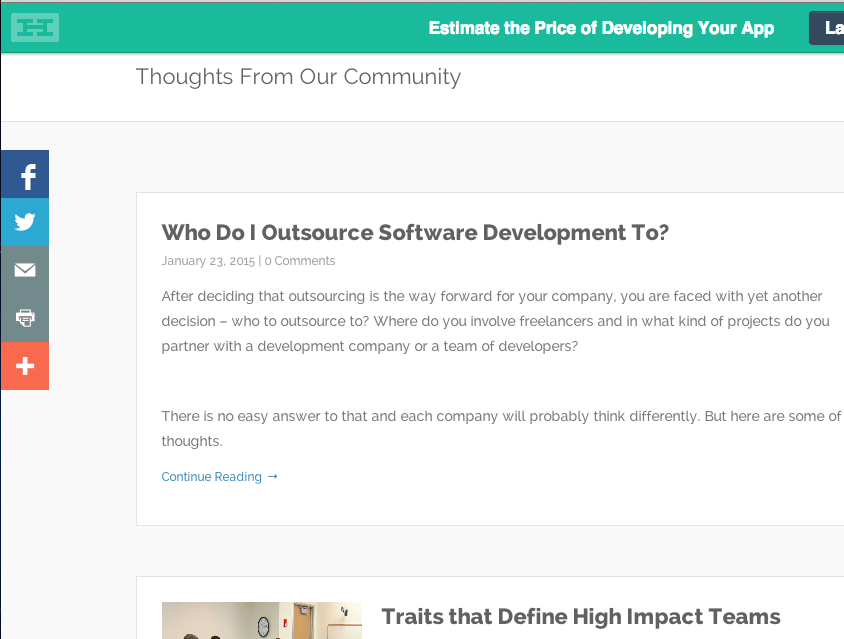 Estimate the Price of Developing Your App
La
Thoughts From Our Community
Who Do I Outsource Software Development To?
January 23, 2015 | 0 Comments
After deciding that outsourcing is the way forward for your company, you are faced with yet another
decision – who to outsource to? Where do you involve freelancers and in what kind of projects do you
partner with a development company or a team of developers?
There is no easy answer to that and each company will probably think differently. But here are some of
thoughts.
Continue Reading →
Traits that Define High Impact Teams